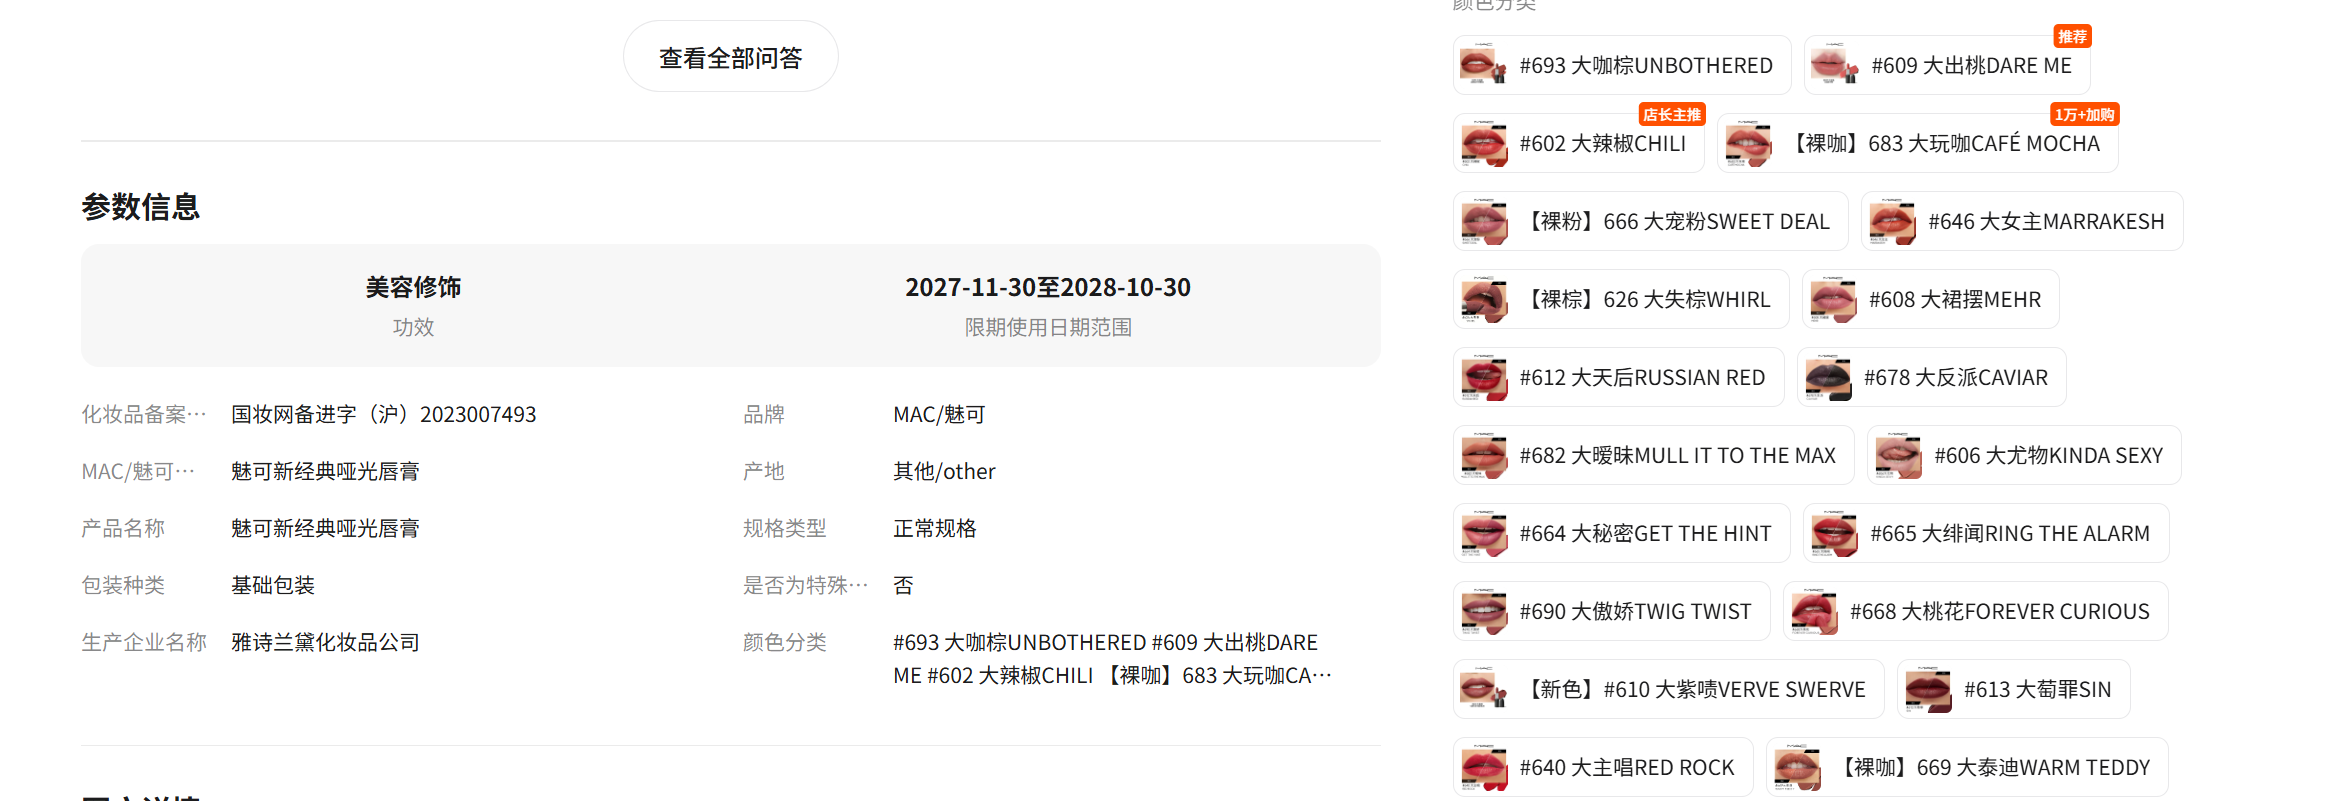 查看全部问答
参数信息
美容修饰
功效
2027-11-30至2028-10-30
限期使用日期范围
化妆品备案… 国妆网备进字（沪）2023007493
品牌 MAC/魅可
MAC/魅可… 魅可新经典哑光唇膏
产地 其他/other
产品名称 魅可新经典哑光唇膏
规格类型 正常规格
包装种类 基础包装
是否为特殊… 否
生产企业名称 雅诗兰黛化妆品公司
颜色分类 #693 大咖棕UNBOTHERED #609 大出桃DARE
ME #602 大辣椒CHILI 【裸咖】683 大玩咖CA…
颜色分类
#693 大咖棕UNBOTHERED
推荐
#609 大出桃DARE ME
店长主推
#602 大辣椒CHILI
1万+加购
【裸咖】683 大玩咖CAFÉ MOCHA
【裸粉】666 大宠粉SWEET DEAL
#646 大女主MARRAKESH
【裸棕】626 大失棕WHIRL
#608 大裙摆MEHR
#612 大天后RUSSIAN RED
#678 大反派CAVIAR
#682 大暧昧MULL IT TO THE MAX
#606 大尤物KINDA SEXY
#664 大秘密GET THE HINT
#665 大绯闻RING THE ALARM
#690 大傲娇TWIG TWIST
#668 大桃花FOREVER CURIOUS
【新色】#610 大紫啧VERVE SWERVE
#613 大萄罪SIN
#640 大主唱RED ROCK
【裸咖】669 大泰迪WARM TEDDY